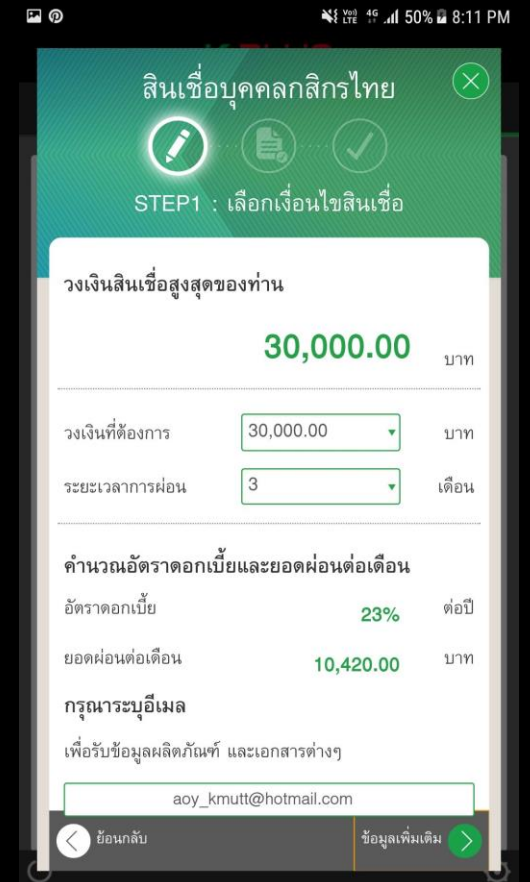 Vo) LTE 4G 50% 8:11 PM
สินเชื่อบุคคลกสิกรไทย
STEP1 : เลือกเงื่อนไขสินเชื่อ
วงเงินสินเชื่อสูงสุดของท่าน
30,000.00 บาท
วงเงินที่ต้องการ 30,000.00 บาท
ระยะเวลาการผ่อน 3 เดือน
คำนวณอัตราดอกเบี้ยและยอดผ่อนต่อเดือน
อัตราดอกเบี้ย 23% ต่อปี
ยอดผ่อนต่อเดือน 10,420.00 บาท
กรุณาระบุอีเมล
เพื่อรับข้อมูลผลิตภัณฑ์ และเอกสารต่างๆ
aoy_kmutt@hotmail.com
ย้อนกลับ ข้อมูลเพิ่มเติม